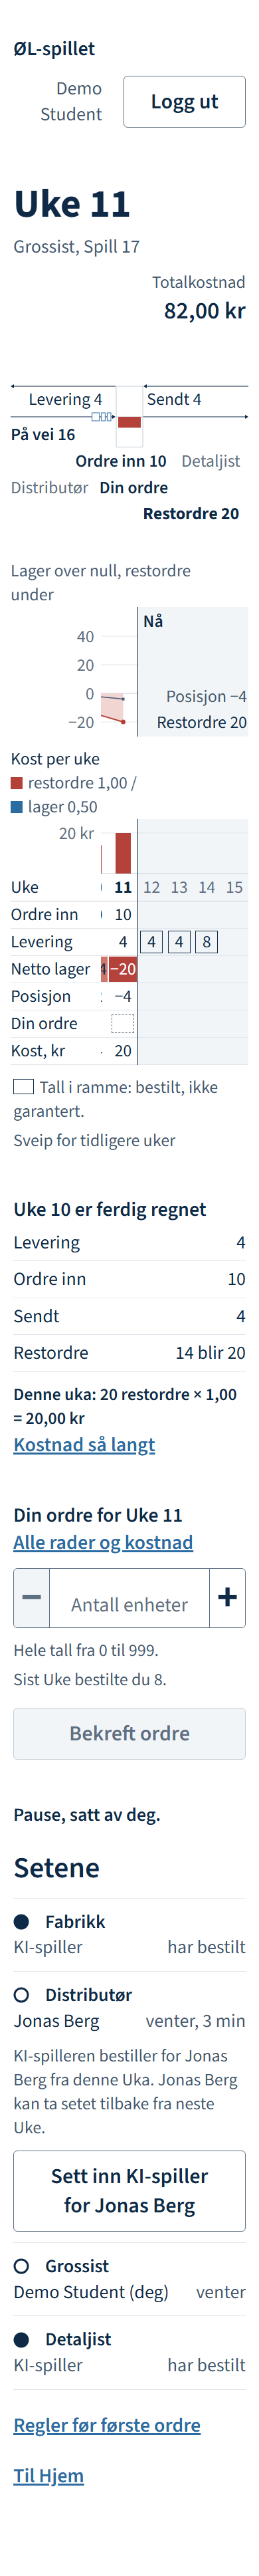 ØL-spillet
Demo
Student
Logg ut
Uke 11
Grossist, Spill 17
Totalkostnad
82,00 kr
Levering 4
Sendt 4
På vei 16
Ordre inn 10 Detaljist
Distributør Din ordre
Restordre 20
Lager over null, restordre
under
Nå
40
20
0
−20
Posisjon −4
Restordre 20
Kost per uke
restordre 1,00 /
lager 0,50
20 kr
Uke 11 12 13 14 15
Ordre inn 10
Levering 4 4 4 8
Netto lager −20
Posisjon −4
Din ordre
Kost, kr 20
Tall i ramme: bestilt, ikke
garantert.
Sveip for tidligere uker
Uke 10 er ferdig regnet
Levering 4
Ordre inn 10
Sendt 4
Restordre 14 blir 20
Denne uka: 20 restordre × 1,00
= 20,00 kr
Kostnad så langt
Din ordre for Uke 11
Alle rader og kostnad
− Antall enheter +
Hele tall fra 0 til 999.
Sist Uke bestilte du 8.
Bekreft ordre
Pause, satt av deg.
Setene
Fabrikk
KI-spiller har bestilt
Distributør
Jonas Berg venter, 3 min
KI-spilleren bestiller for Jonas
Berg fra denne Uka. Jonas Berg
kan ta setet tilbake fra neste
Uke.
Sett inn KI-spiller
for Jonas Berg
Grossist
Demo Student (deg) venter
Detaljist
KI-spiller har bestilt
Regler før første ordre
Til Hjem